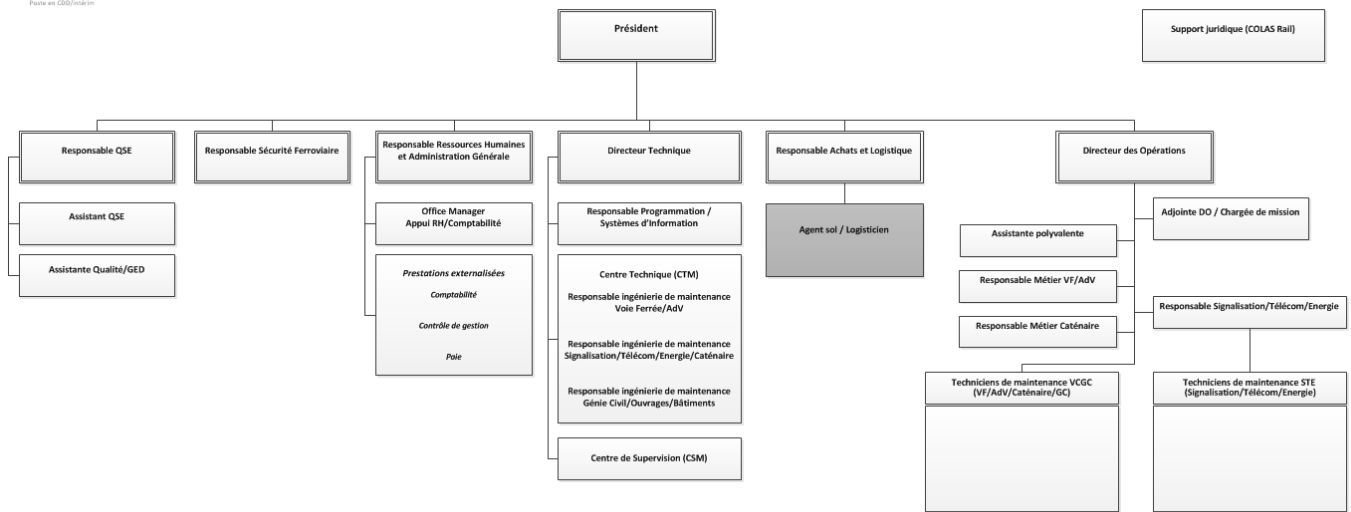 Poste en CDD/intérim
Président
Support juridique (COLAS Rail)
Responsable QSE
Responsable Sécurité Ferroviaire
Responsable Ressources Humaines
et Administration Générale
Directeur Technique
Responsable Achats et Logistique
Directeur des Opérations
Assistant QSE
Assistante Qualité/GED
Office Manager
Appui RH/Comptabilité
Prestations externalisées
Comptabilité
Contrôle de gestion
Paie
Responsable Programmation /
Systèmes d'Information
Centre Technique (CTM)
Responsable ingénierie de maintenance
Voie Ferrée/AdV
Responsable ingénierie de maintenance
Signalisation/Télécom/Energie/Caténaire
Responsable ingénierie de maintenance
Génie Civil/Ouvrages/Bâtiments
Centre de Supervision (CSM)
Agent sol / Logisticien
Adjointe DO / Chargée de mission
Assistante polyvalente
Responsable Métier VF/AdV
Responsable Signalisation/Télécom/Energie
Responsable Métier Caténaire
Techniciens de maintenance VCGC
(VF/AdV/Caténaire/GC)
Techniciens de maintenance STE
(Signalisation/Télécom/Energie)